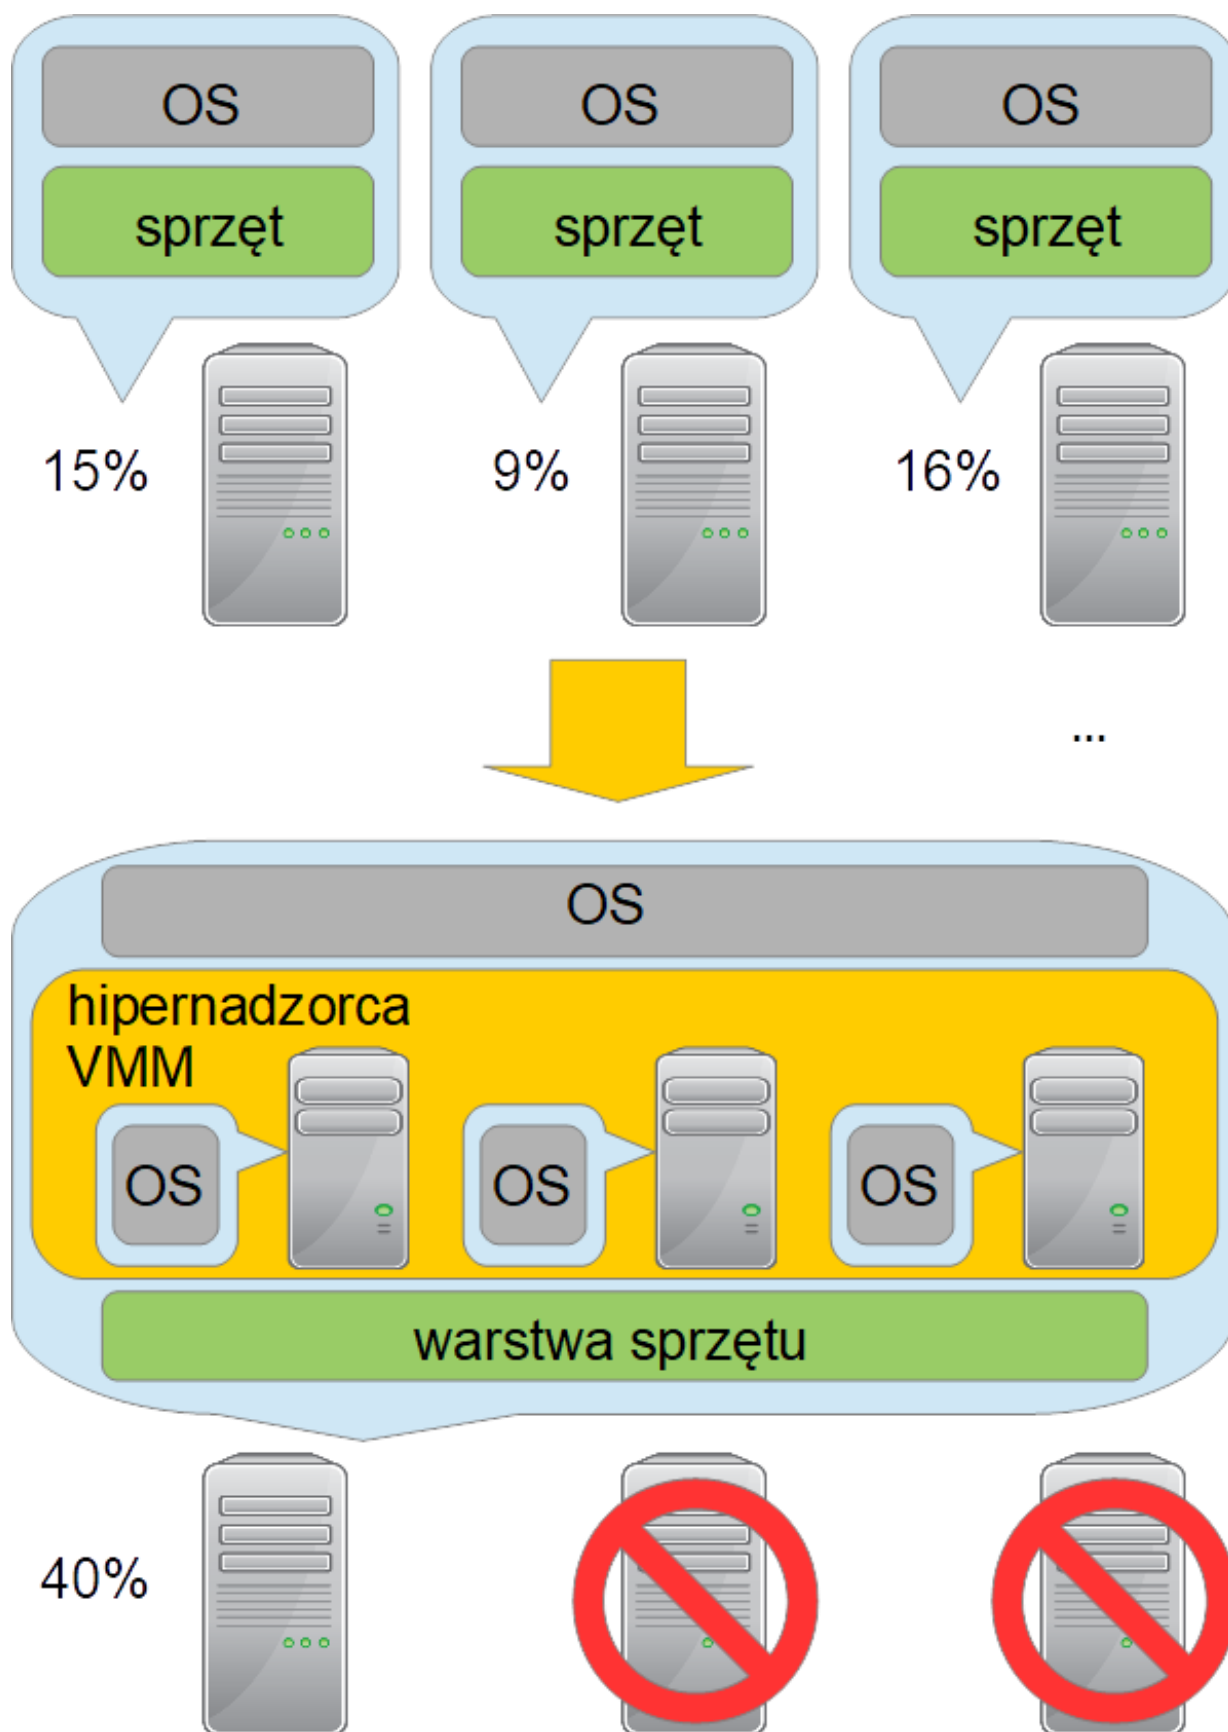 OS
OS
OS
sprzęt
sprzęt
sprzęt
15%
9%
16%
...
OS
hipernadzorca
VMM
OS
OS
OS
warstwa sprzętu
40%